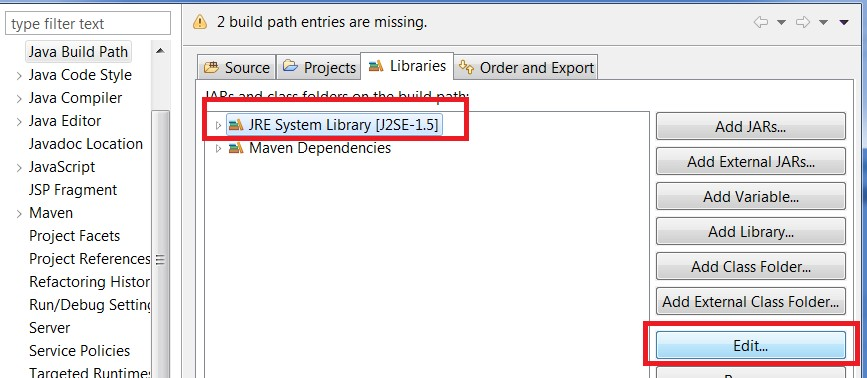 type filter text
Java Build Path
Java Code Style
Java Compiler
Java Editor
Javadoc Location
JavaScript
JSP Fragment
Maven
Project Facets
Project References
Refactoring Histor
Run/Debug Setting
Server
Service Policies
Targeted Runtimes
2 build path entries are missing.
Source
Projects
Libraries
Order and Export
JARs and class folders on the build path:
JRE System Library [J2SE-1.5]
Maven Dependencies
Add JARs...
Add External JARs...
Add Variable...
Add Library...
Add Class Folder...
Add External Class Folder...
Edit...